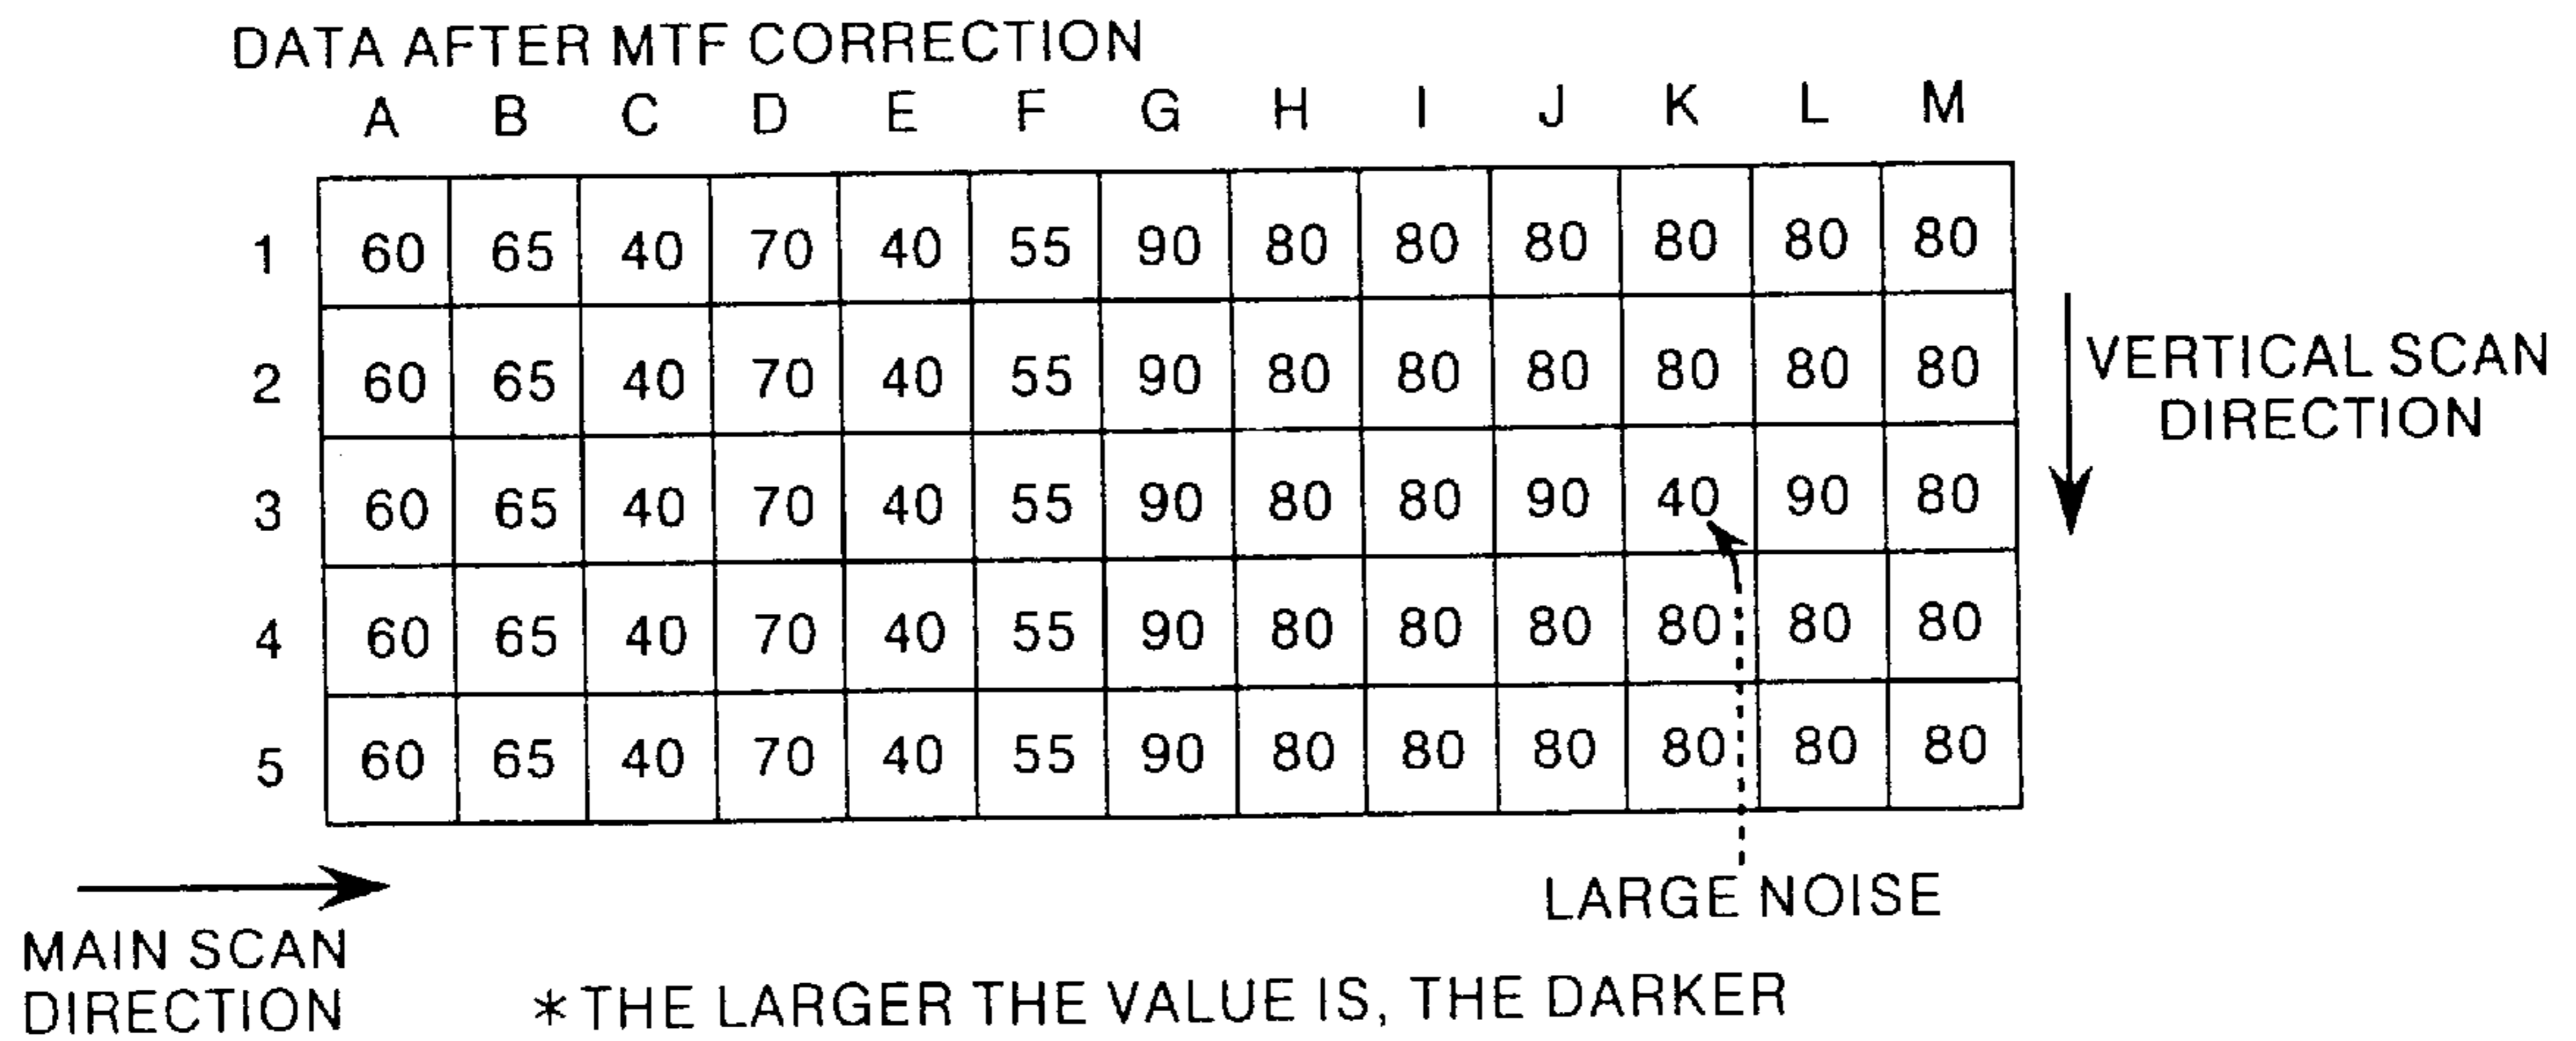 DATA AFTER MTF CORRECTION
A B C D E F G H I J K L M
1 60 65 40 70 40 55 90 80 80 80 80 80 80
2 60 65 40 70 40 55 90 80 80 80 80 80 80
3 60 65 40 70 40 55 90 80 80 90 40 90 80
4 60 65 40 70 40 55 90 80 80 80 80 80 80
5 60 65 40 70 40 55 90 80 80 80 80 80 80
VERTICAL SCAN
DIRECTION
LARGE NOISE
MAIN SCAN
DIRECTION
*THE LARGER THE VALUE IS, THE DARKER